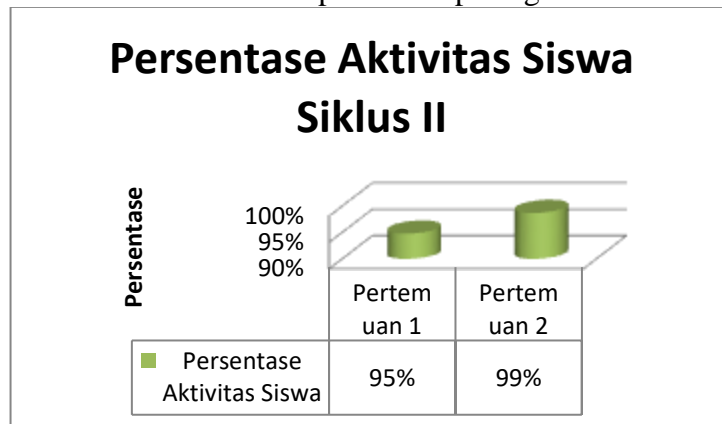 Persentase Aktivitas Siswa
Siklus II
Persentase
100%
95%
90%
Pertem
uan 1
Pertem
uan 2
Persentase
Aktivitas Siswa
95%
99%